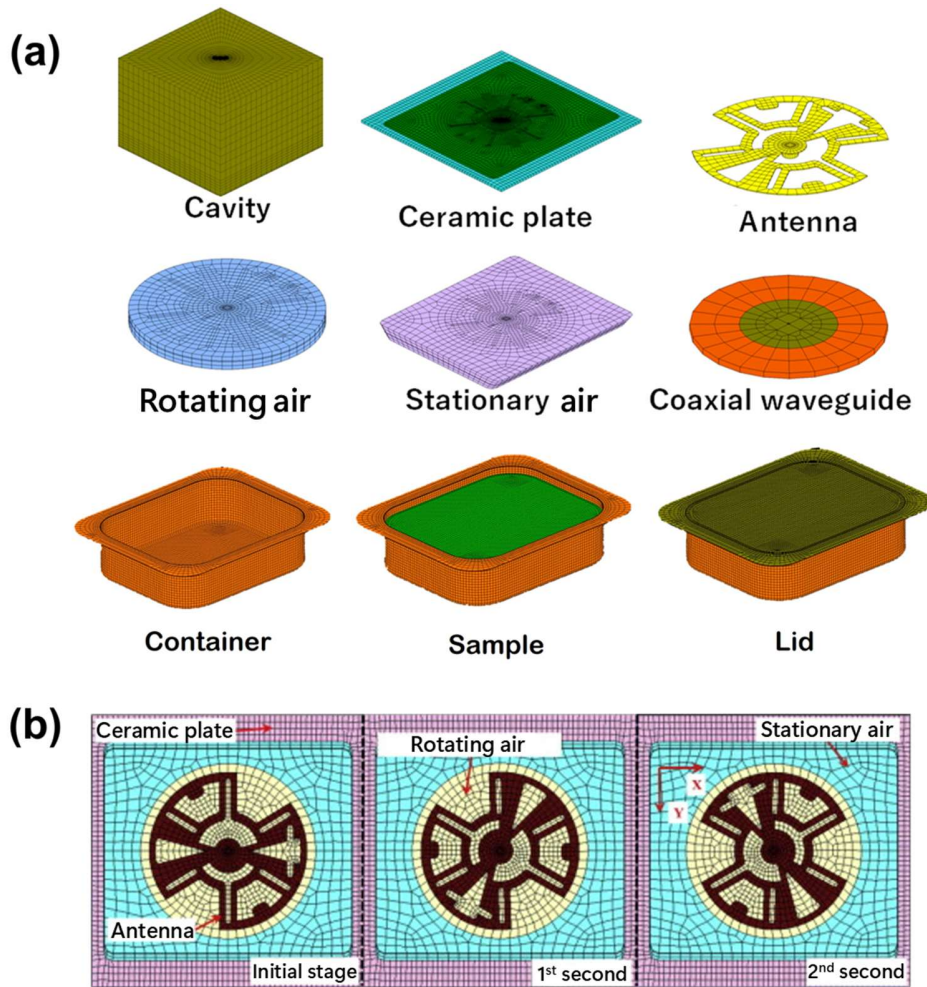 (a)
Cavity
Ceramic plate
Antenna
Rotating air
Stationary air
Coaxial waveguide
Container
Sample
Lid
(b)
Ceramic plate
Rotating air
Stationary air
X
Y
Antenna
Initial stage
1st second
2nd second